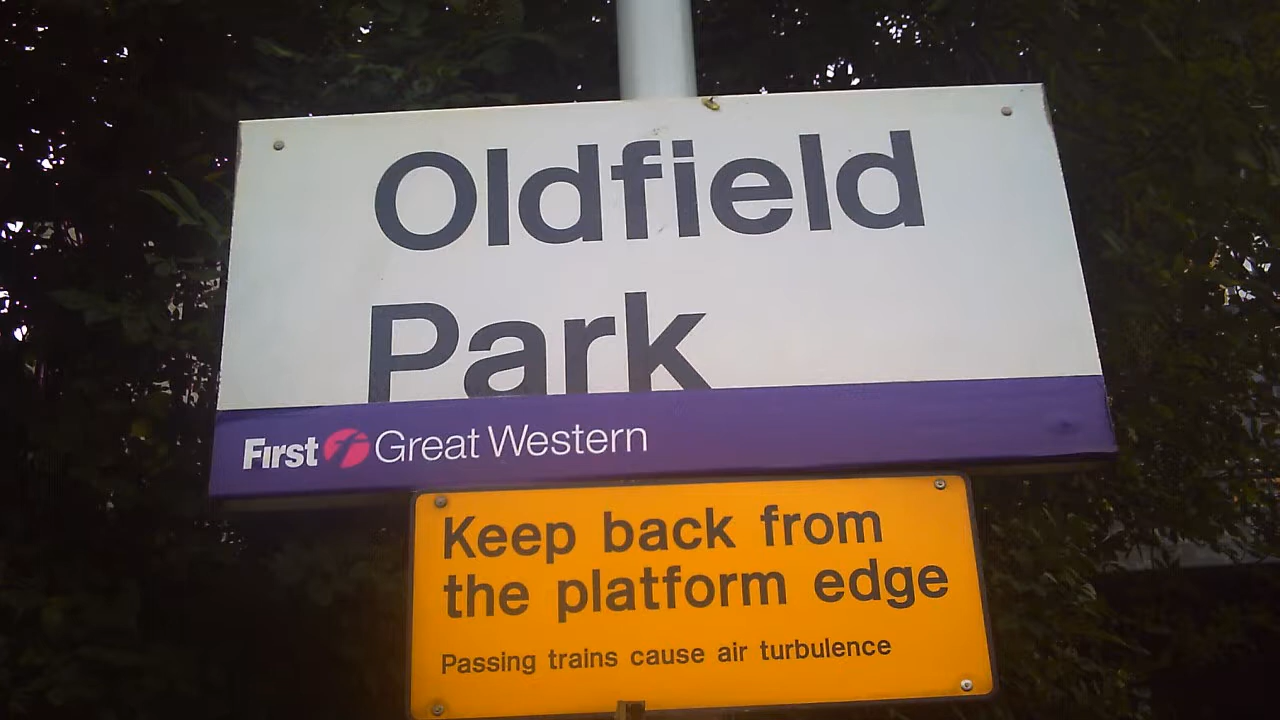 Oldfield
Park
First Great Western
Keep back from
the platform edge
Passing trains cause air turbulence